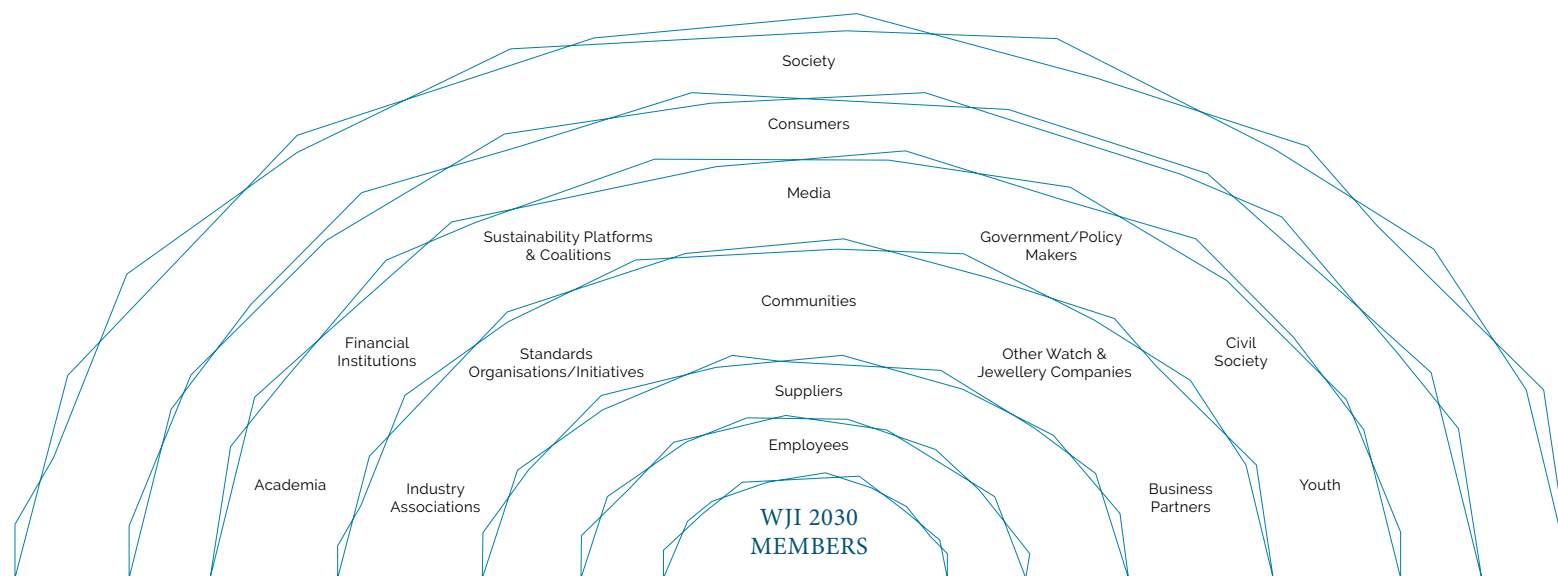 Society
Consumers
Media
Sustainability Platforms
& Coalitions
Government/Policy
Makers
Communities
Financial
Institutions
Standards
Organisations/Initiatives
Other Watch &
Jewellery Companies
Civil
Society
Suppliers
Employees
Academia
Industry
Associations
WJI 2030
MEMBERS
Business
Partners
Youth